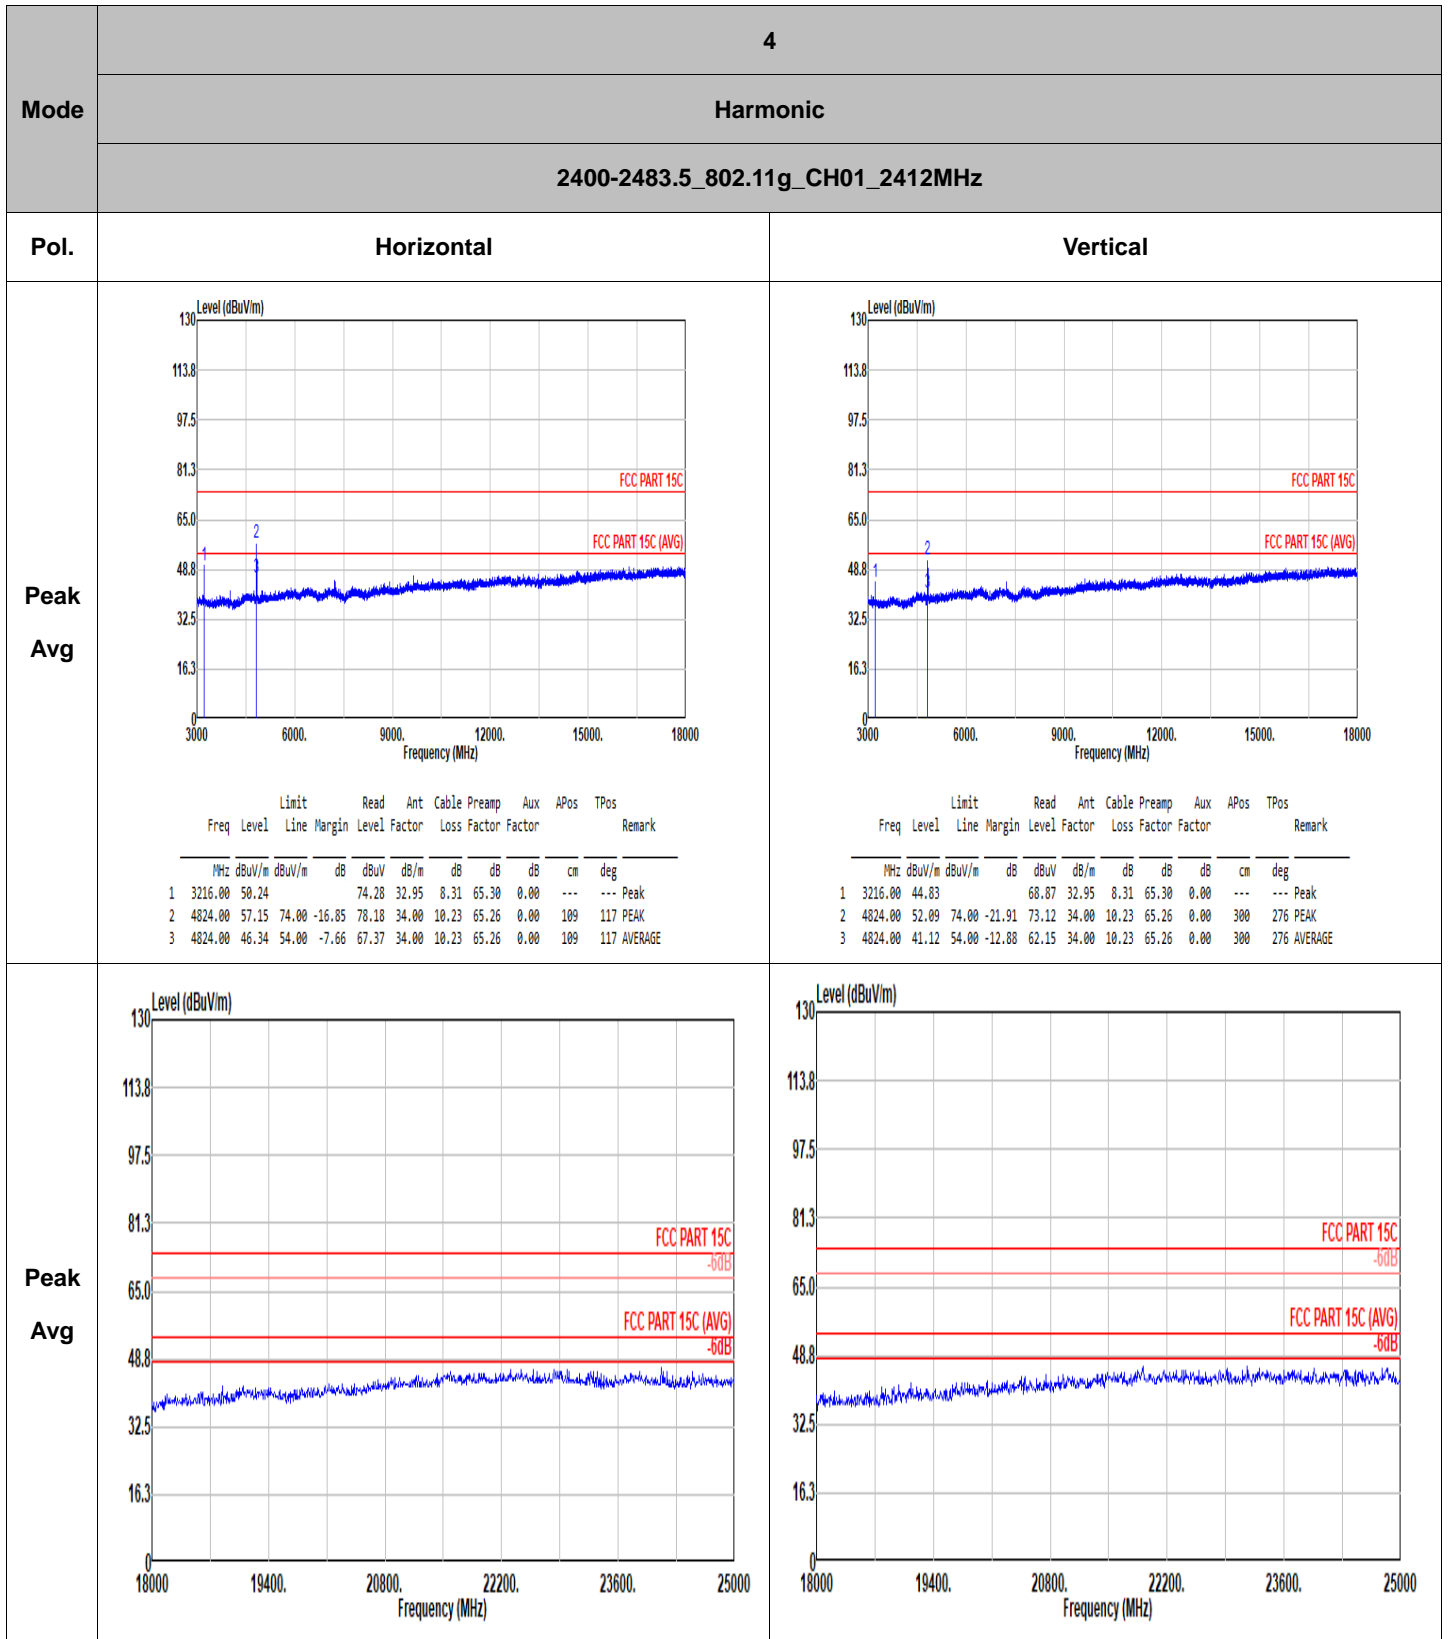 Mode
4
Harmonic
2400-2483.5_802.11g_CH01_2412MHz
Pol.
Horizontal
Vertical
Peak
Avg
Level (dBuV/m)
130
113.8
97.5
81.3
FCC PART 15C
65.0
FCC PART 15C (AVG)
48.8
32.5
16.3
0
1
2
3
3000 6000. 9000. 12000. 15000. 18000
Frequency (MHz)
Limit Read Ant Cable Preamp Aux APos TPos
Freq Level Line Margin Level Factor Loss Factor Factor Remark
MHz dBuV/m dBuV/m dB dBuV dB/m dB dB dB cm deg
1 3216.00 50.24 74.28 32.95 8.31 65.30 0.00 --- --- Peak
2 4824.00 57.15 74.00 -16.85 78.18 34.00 10.23 65.26 0.00 109 117 PEAK
3 4824.00 46.34 54.00 -7.66 67.37 34.00 10.23 65.26 0.00 109 117 AVERAGE
Level (dBuV/m)
130
113.8
97.5
81.3
FCC PART 15C
65.0
FCC PART 15C (AVG)
48.8
32.5
16.3
0
1
2
3
3000 6000. 9000. 12000. 15000. 18000
Frequency (MHz)
Limit Read Ant Cable Preamp Aux APos TPos
Freq Level Line Margin Level Factor Loss Factor Factor Remark
MHz dBuV/m dBuV/m dB dBuV dB/m dB dB dB cm deg
1 3216.00 44.83 68.87 32.95 8.31 65.30 0.00 --- --- Peak
2 4824.00 52.09 74.00 -21.91 73.12 34.00 10.23 65.26 0.00 300 276 PEAK
3 4824.00 41.12 54.00 -12.88 62.15 34.00 10.23 65.26 0.00 300 276 AVERAGE
Peak
Avg
Level (dBuV/m)
130
113.8
97.5
81.3
FCC PART 15C
-6dB
65.0
FCC PART 15C (AVG)
-6dB
48.8
32.5
16.3
0
18000 19400. 20800. 22200. 23600. 25000
Frequency (MHz)
Level (dBuV/m)
130
113.8
97.5
81.3
FCC PART 15C
-6dB
65.0
FCC PART 15C (AVG)
-6dB
48.8
32.5
16.3
0
18000 19400. 20800. 22200. 23600. 25000
Frequency (MHz)